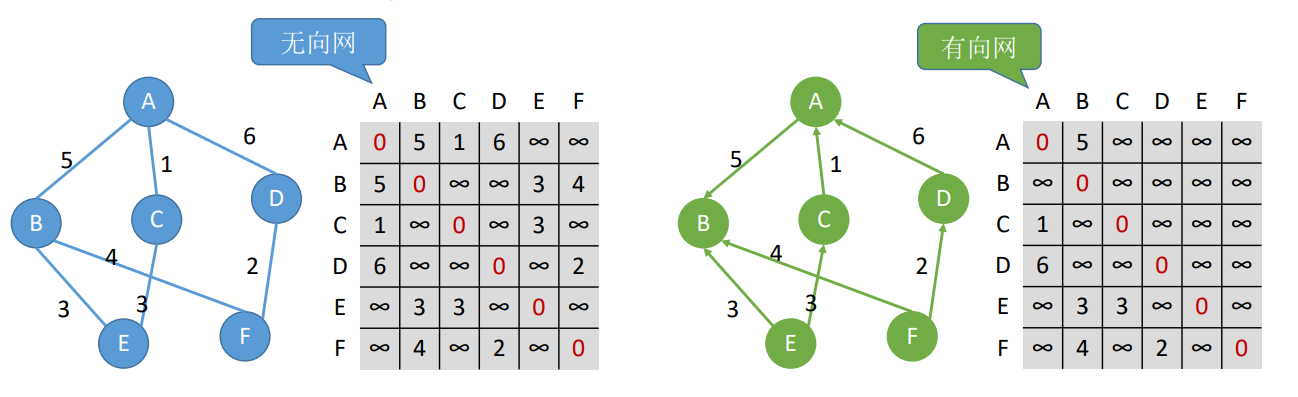 无向网
有向网
A
5
1
6
B
C
D
4
2
3
3
E
F
A B C D E F
A 0 5 1 6 ∞ ∞
B 5 0 ∞ ∞ 3 4
C 1 ∞ 0 ∞ 3 ∞
D 6 ∞ ∞ 0 ∞ 2
E ∞ 3 3 ∞ 0 ∞
F ∞ 4 ∞ 2 ∞ 0
A
5
1
6
B
C
D
4
2
3
3
E
F
A B C D E F
A 0 5 ∞ ∞ ∞ ∞
B ∞ 0 ∞ ∞ ∞ ∞
C 1 ∞ 0 ∞ ∞ ∞
D 6 ∞ ∞ 0 ∞ ∞
E ∞ 3 3 ∞ 0 ∞
F ∞ 4 ∞ 2 ∞ 0